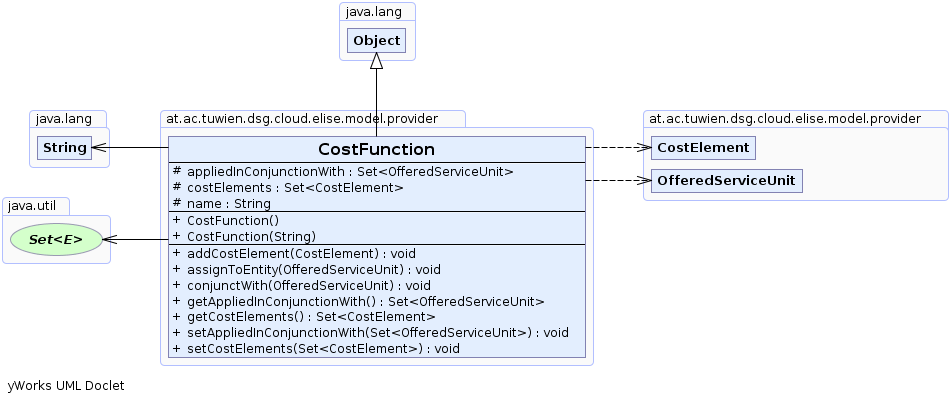 java.lang
Object
java.lang
String
java.util
Set<E>
at.ac.tuwien.dsg.cloud.elise.model.provider
CostFunction
# appliedInConjunctionWith : Set<OfferedServiceUnit>
# costElements : Set<CostElement>
# name : String
+ CostFunction()
+ CostFunction(String)
+ addCostElement(CostElement) : void
+ assignToEntity(OfferedServiceUnit) : void
+ conjunctWith(OfferedServiceUnit) : void
+ getAppliedInConjunctionWith() : Set<OfferedServiceUnit>
+ getCostElements() : Set<CostElement>
+ setAppliedInConjunctionWith(Set<OfferedServiceUnit>) : void
+ setCostElements(Set<CostElement>) : void
at.ac.tuwien.dsg.cloud.elise.model.provider
CostElement
OfferedServiceUnit
yWorks UML Doclet